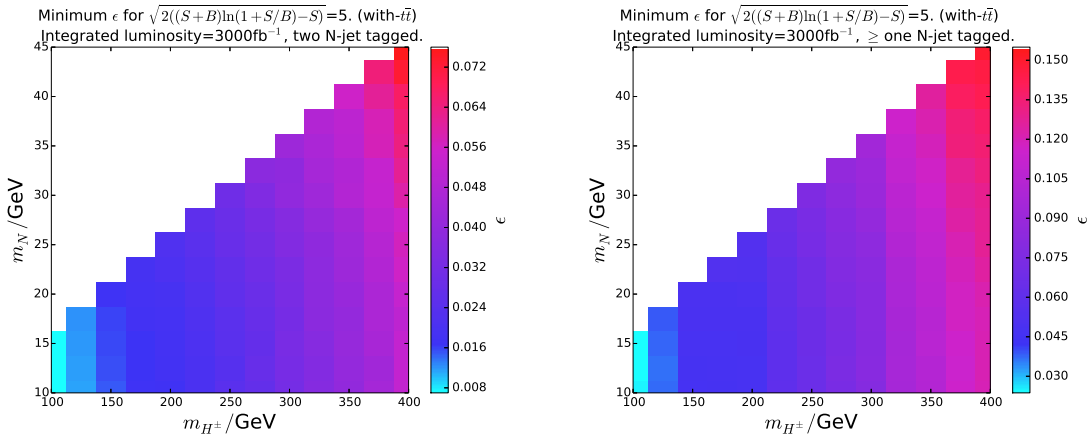 Minimum ϵ for √2((S+B)ln(1+S/B)−S)=5. (with-tt̄)
Integrated luminosity=3000fb⁻¹, two N-jet tagged.
45
40
35
30
25
20
15
10
m_N/GeV
100 150 200 250 300 350 400
m_H±/GeV
0.072
0.064
0.056
0.048
0.040
0.032
0.024
0.016
0.008
ϵ
Minimum ϵ for √2((S+B)ln(1+S/B)−S)=5. (with-tt̄)
Integrated luminosity=3000fb⁻¹, ≥ one N-jet tagged.
45
40
35
30
25
20
15
10
m_N/GeV
100 150 200 250 300 350 400
m_H±/GeV
0.150
0.135
0.120
0.105
0.090
0.075
0.060
0.045
0.030
ϵ